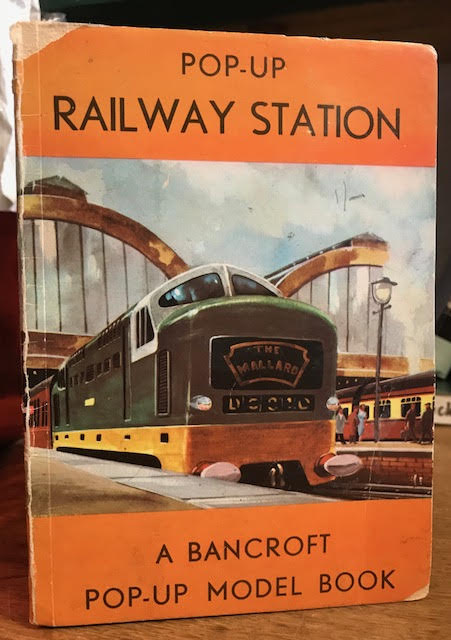 POP-UP
RAILWAY STATION
THE
MALLARD
A BANCROFT
POP-UP MODEL BOOK